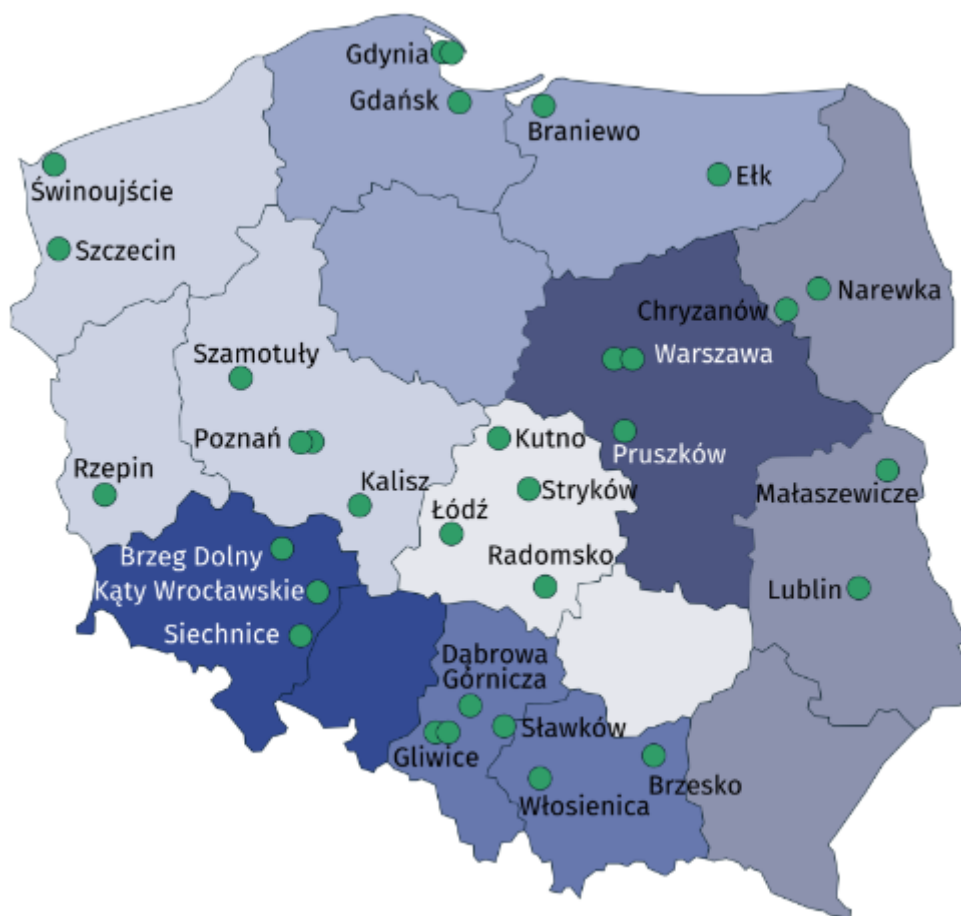 Gdynia
Gdańsk
Braniewo
Ełk
Świnoujście
Szczecin
Narewka
Chryzanów
Warszawa
Szamotuły
Poznań
Kutno
Pruszków
Rzepin
Kalisz
Stryków
Małaszewicze
Łódź
Radomsko
Brzeg Dolny
Kąty Wrocławskie
Lublin
Siechnice
Dąbrowa
Górnicza
Sławków
Gliwice
Brzesko
Włosienica